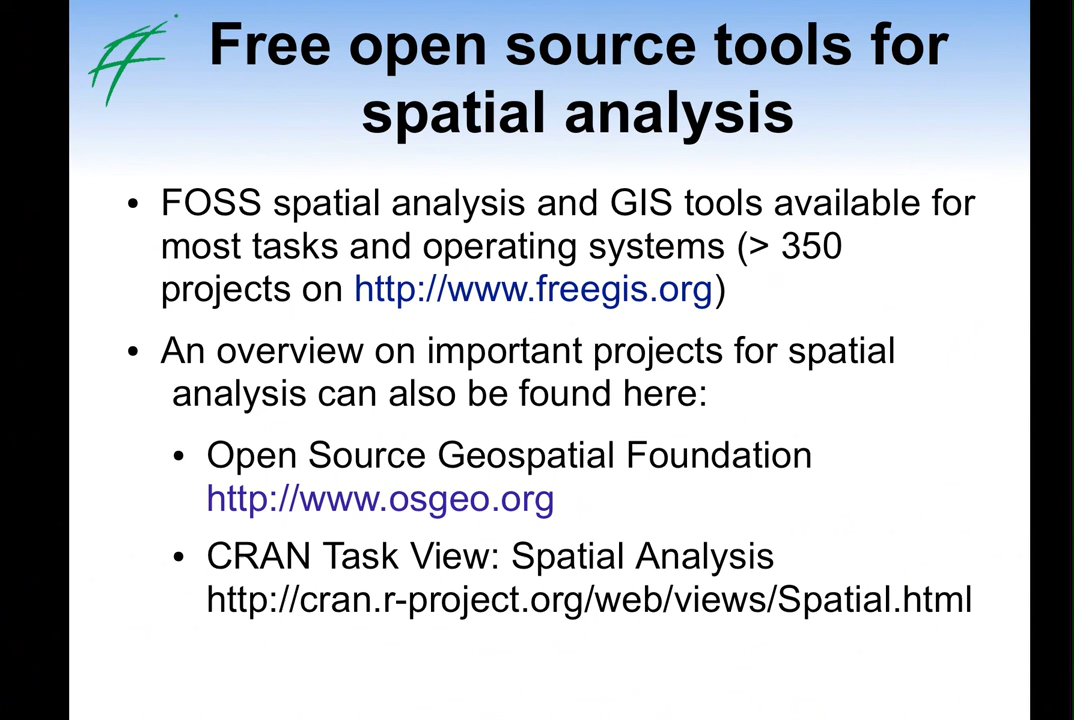 Free open source tools for
spatial analysis
• FOSS spatial analysis and GIS tools available for
most tasks and operating systems (> 350
projects on http://www.freegis.org)
• An overview on important projects for spatial
analysis can also be found here:
• Open Source Geospatial Foundation
http://www.osgeo.org
• CRAN Task View: Spatial Analysis
http://cran.r-project.org/web/views/Spatial.html